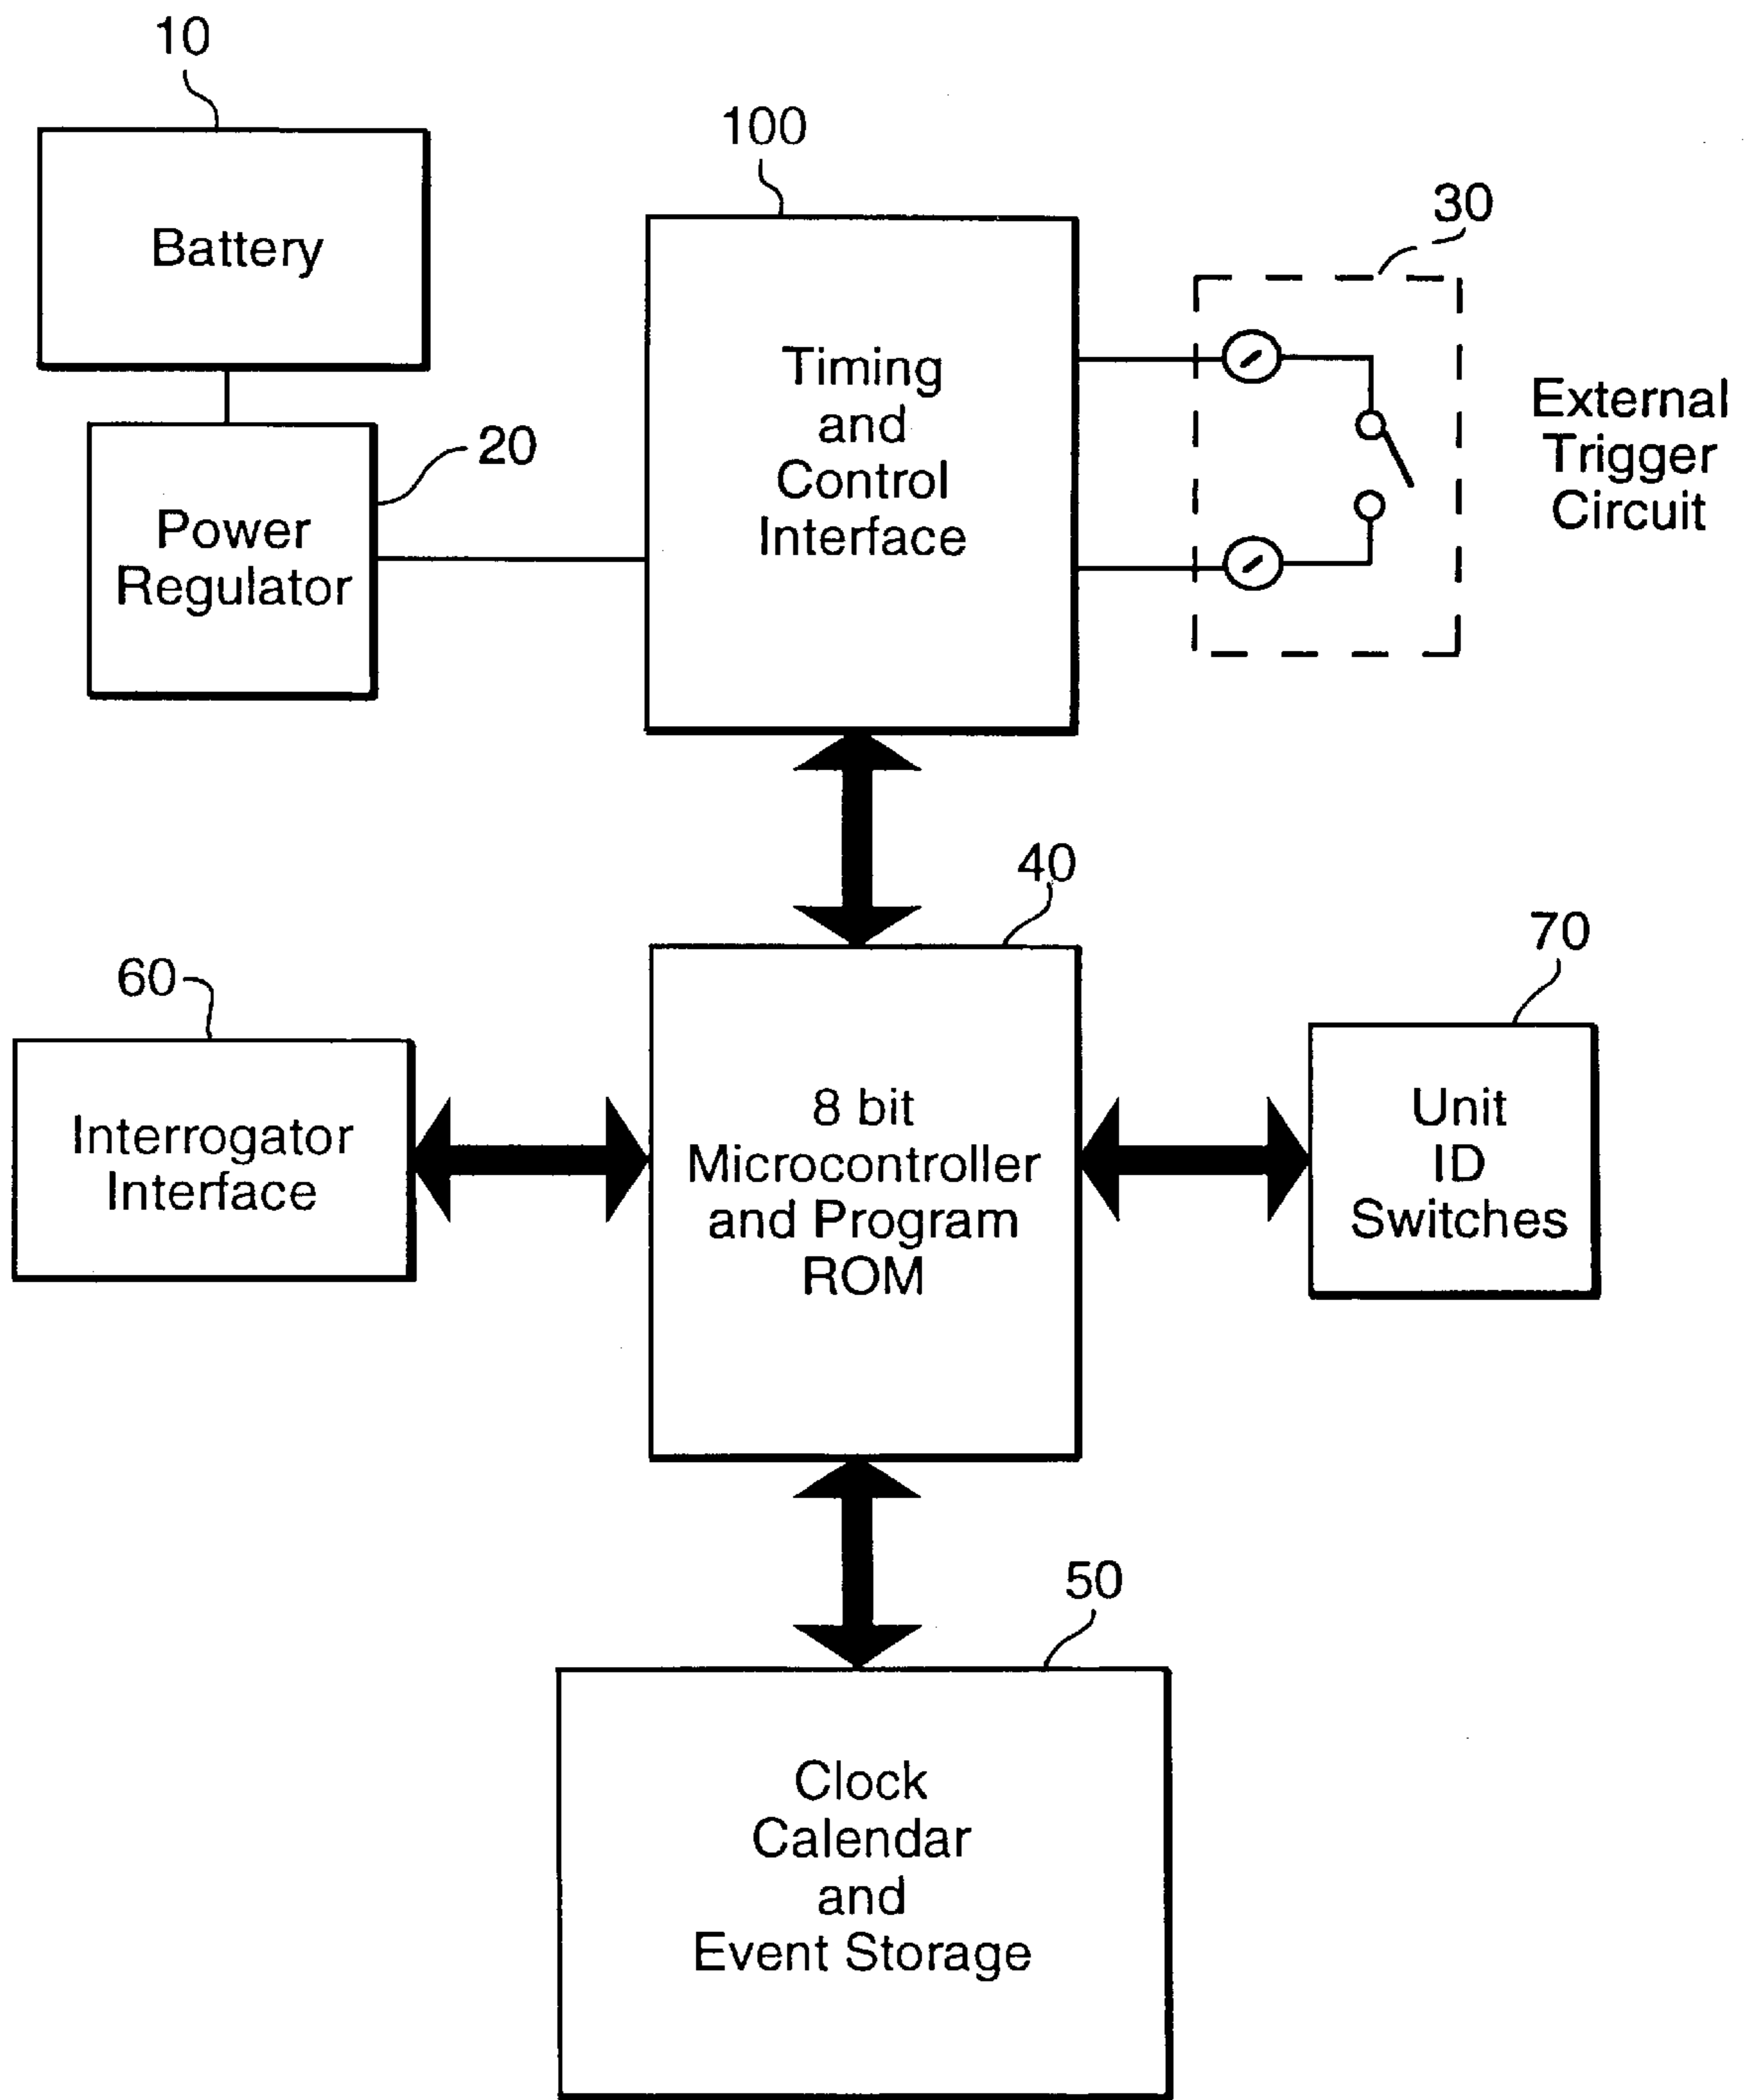 10
Battery
20
Power
Regulator
100
Timing
and
Control
Interface
30
External
Trigger
Circuit
40
8 bit
Microcontroller
and Program
ROM
60
Interrogator
Interface
70
Unit
ID
Switches
50
Clock
Calendar
and
Event Storage